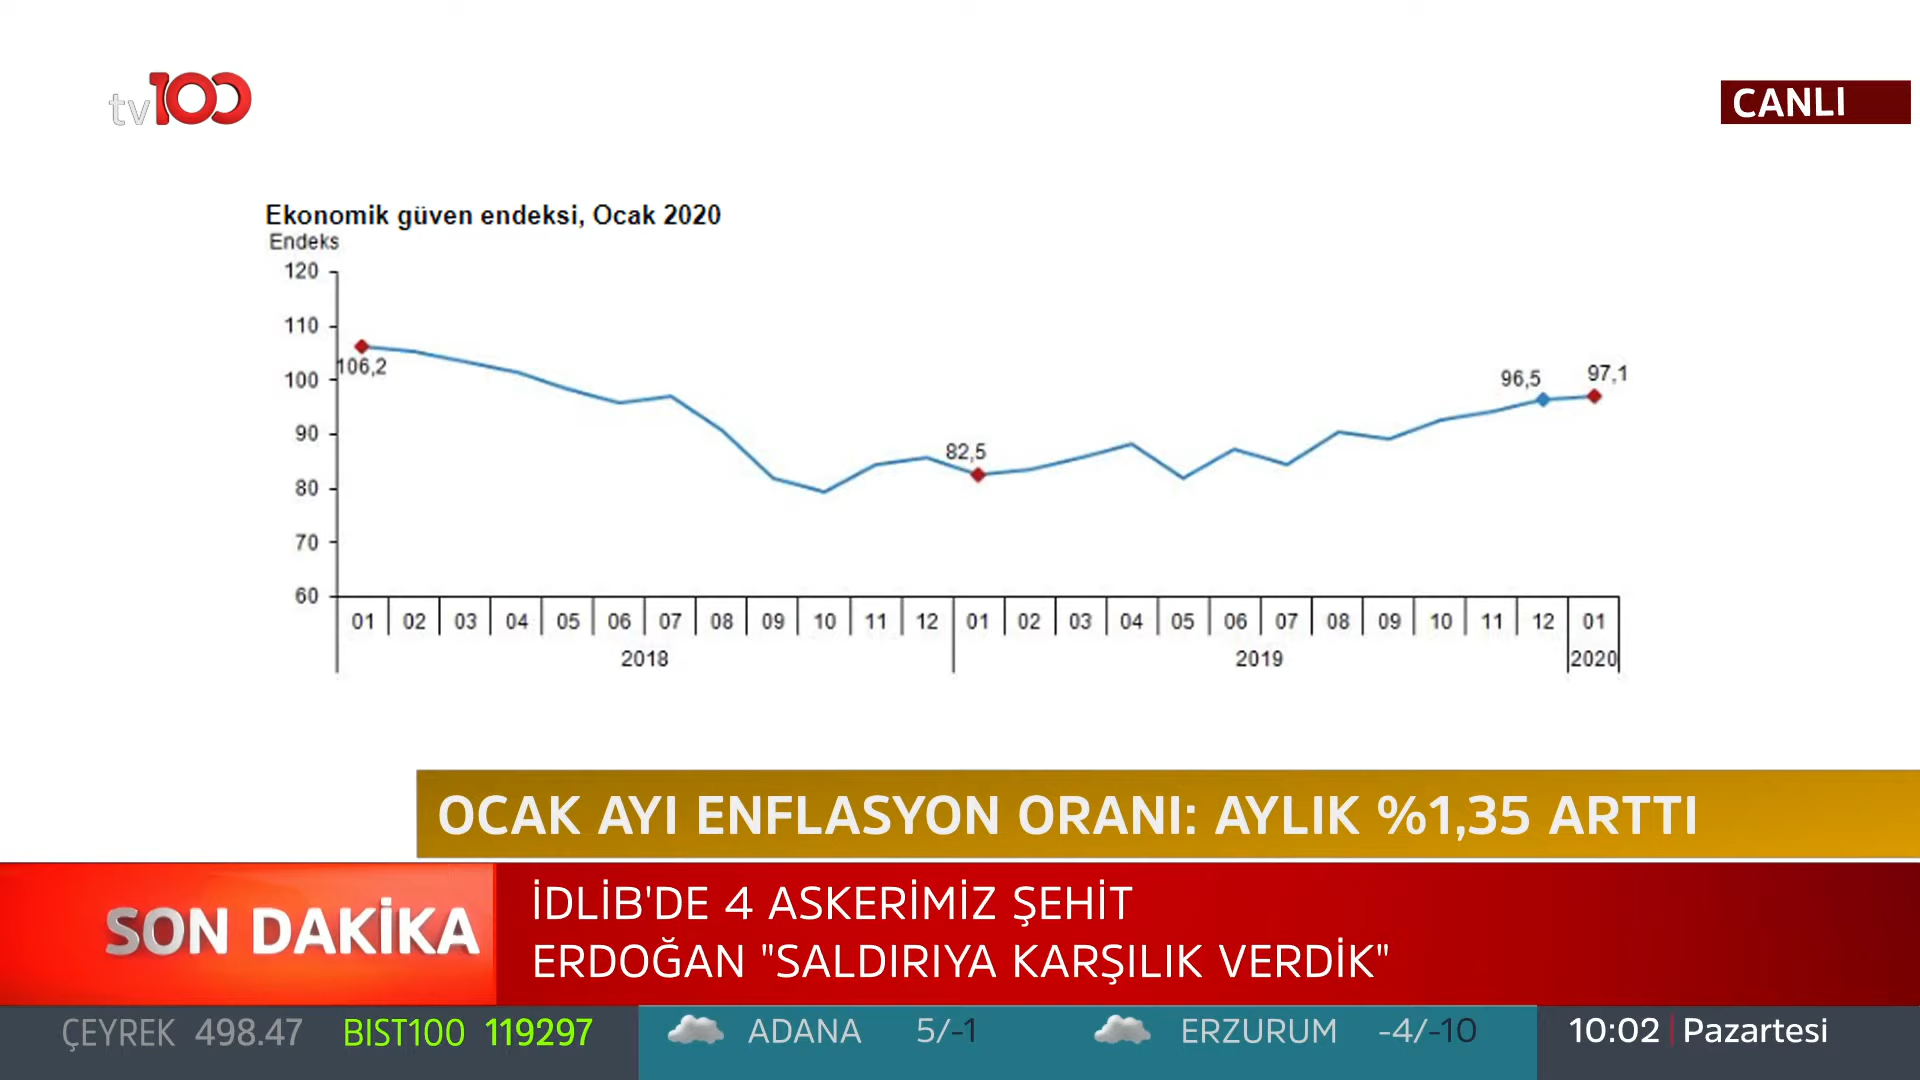 tv100
CANLI
Ekonomik güven endeksi, Ocak 2020
Endeks
120
110
100
90
80
70
60
106,2
82,5
96,5
97,1
01 02 03 04 05 06 07 08 09 10 11 12 01 02 03 04 05 06 07 08 09 10 11 12 01
2018 2019 2020
OCAK AYI ENFLASYON ORANI: AYLIK %1,35 ARTTI
SON DAKİKA
İDLİB'DE 4 ASKERİMİZ ŞEHİT
ERDOĞAN "SALDIRIYA KARŞILIK VERDİK"
ÇEYREK 498.47 BIST100 119297 ADANA 5/-1 ERZURUM -4/-10 10:02 Pazartesi